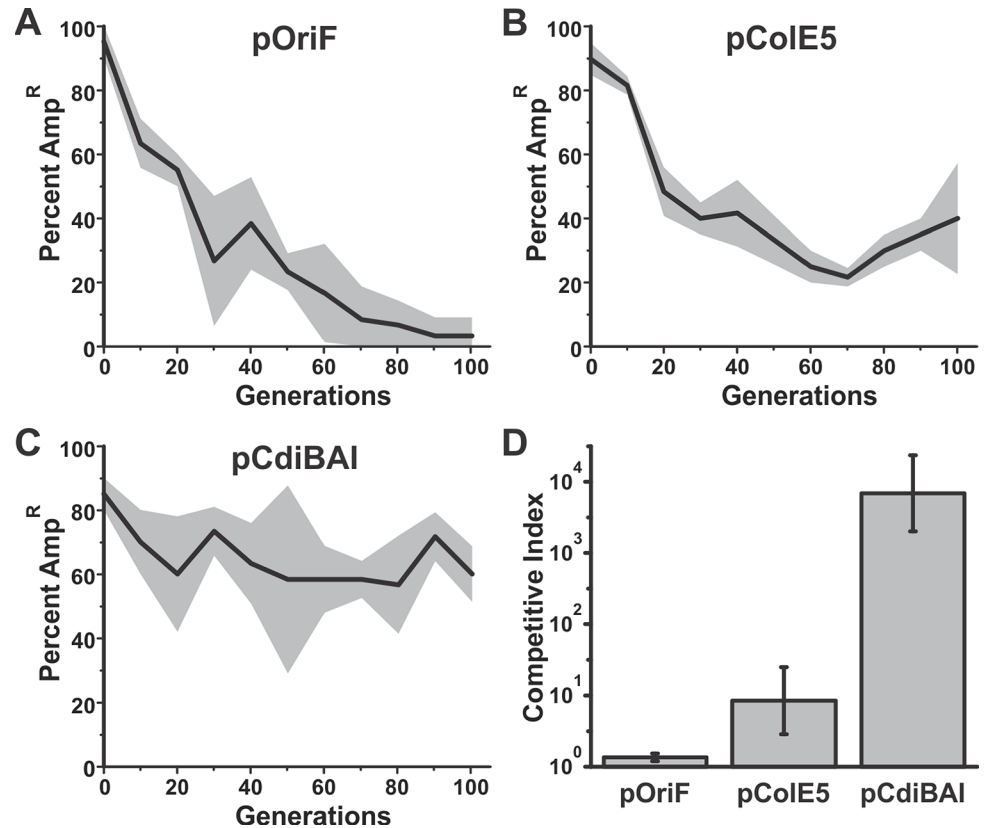 A
pOriF
100
80
60
40
20
0
Percent Amp^R
0 20 40 60 80 100
Generations
B
pColE5
100
80
60
40
20
0
Percent Amp^R
0 20 40 60 80 100
Generations
C
pCdiBAI
100
80
60
40
20
0
Percent Amp^R
0 20 40 60 80 100
Generations
D
10^4
10^3
10^2
10^1
10^0
Competitive Index
pOriF pColE5 pCdiBAI